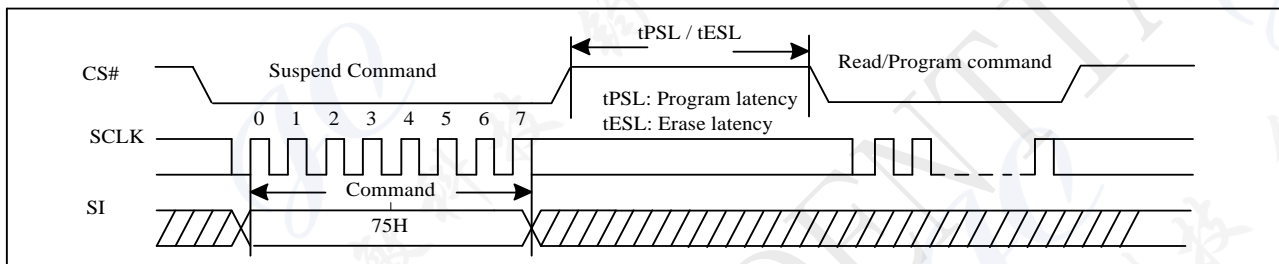 tPSL / tESL
CS#
Suspend Command
Read/Program command
tPSL: Program latency
tESL: Erase latency
0 1 2 3 4 5 6 7
SCLK
Command
SI
75H